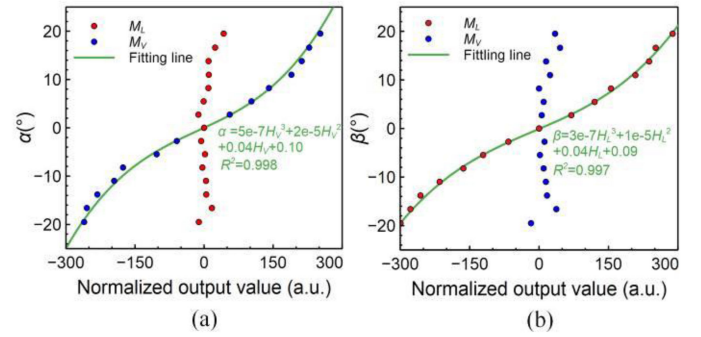 M_L
M_V
Fitting line
α =5e-7H_V^3+2e-5H_V^2
+0.04H_V+0.10
R^2=0.998
α(°)
20
10
0
−10
−20
−300 −150 0 150 300
Normalized output value (a.u.)
(a)
M_L
M_V
Fittling line
β=3e-7H_L^3+1e-5H_L^2
+0.04H_L+0.09
R^2=0.997
β(°)
20
10
0
−10
−20
−300 −150 0 150 300
Normalized output value (a.u.)
(b)